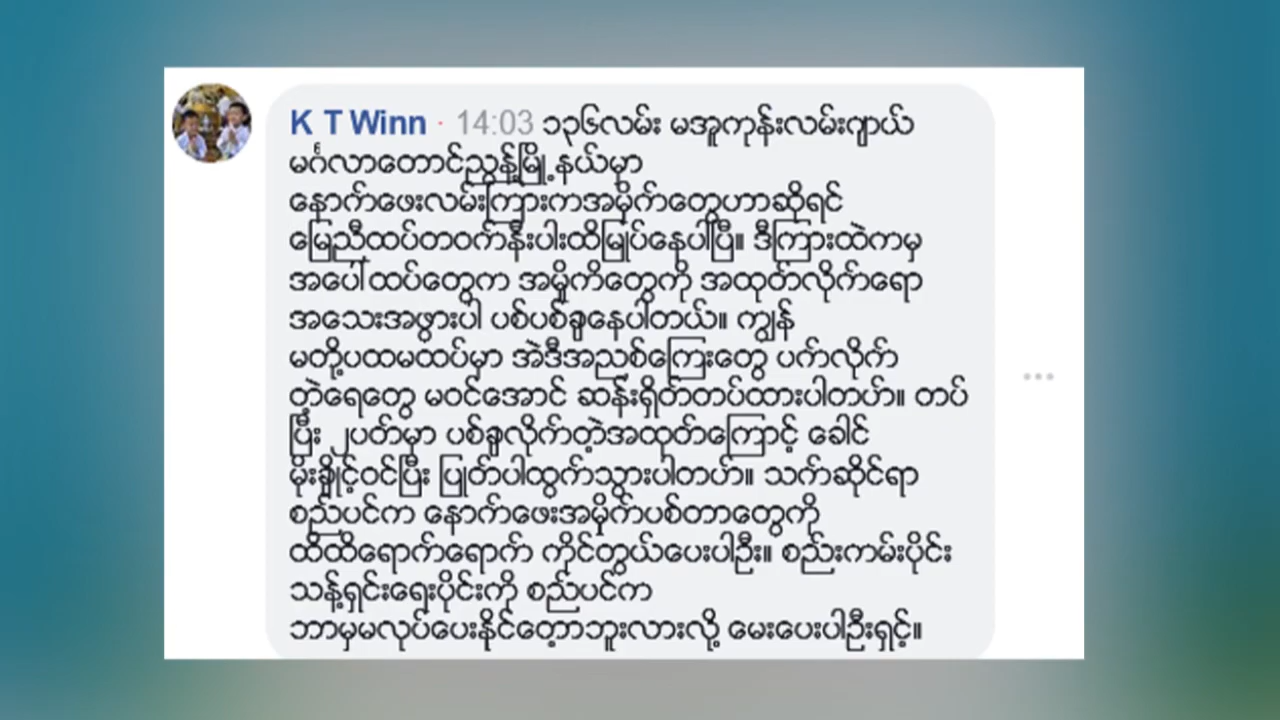 K T Winn · 14:03 ၁၃၆လမ်း မအူကုန်းလမ်းဂျာယ်
မင်္ဂလာတောင်ညွန့်မြို့နယ်မှာ
နောက်ဖေးလမ်းကြားကအမှိုက်တွေဟာဆိုရင်
မြေညီထပ်တဝက်နီးပါးထိမြုပ်နေပါပြီ။ ဒီကြားထဲကမှ
အပေါ်ထပ်တွေက အမှိုကိတွေကို အထုတ်လိုက်ရော
အသေးအဖွားပါ ပစ်ပစ်ချနေပါတယ်။ ကျွန်
မတို့ပထမထပ်မှာ အဲဒီအညစ်ကြေးတွေ ပက်လိုက်
တဲ့ရေတွေ မဝင်အောင် ဆန်းရှိတ်တပ်ထားပါတဟ်။ တပ်
ပြီး ၂ပတ်မှာ ပစ်ချလိုက်တဲ့အထုတ်ကြောင့် ခေါင်
မိုးချိုင့်ဝင်ပြီး ပြုတ်ပါထွက်သွားပါတဟ်။ သက်ဆိုင်ရာ
စည်ပင်က နောက်ဖေးအမှိုက်ပစ်တာတွေကို
ထိထိရောက်ရောက် ကိုင်တွယ်ပေးပါဦး။ စည်းကမ်းပိုင်း
သန့်ရှင်းရေးပိုင်းကို စည်ပင်က
ဘာမှမလုပ်ပေးနိုင်တော့ဘူးလားလို့ မေးပေးပါဦးရှင့်။